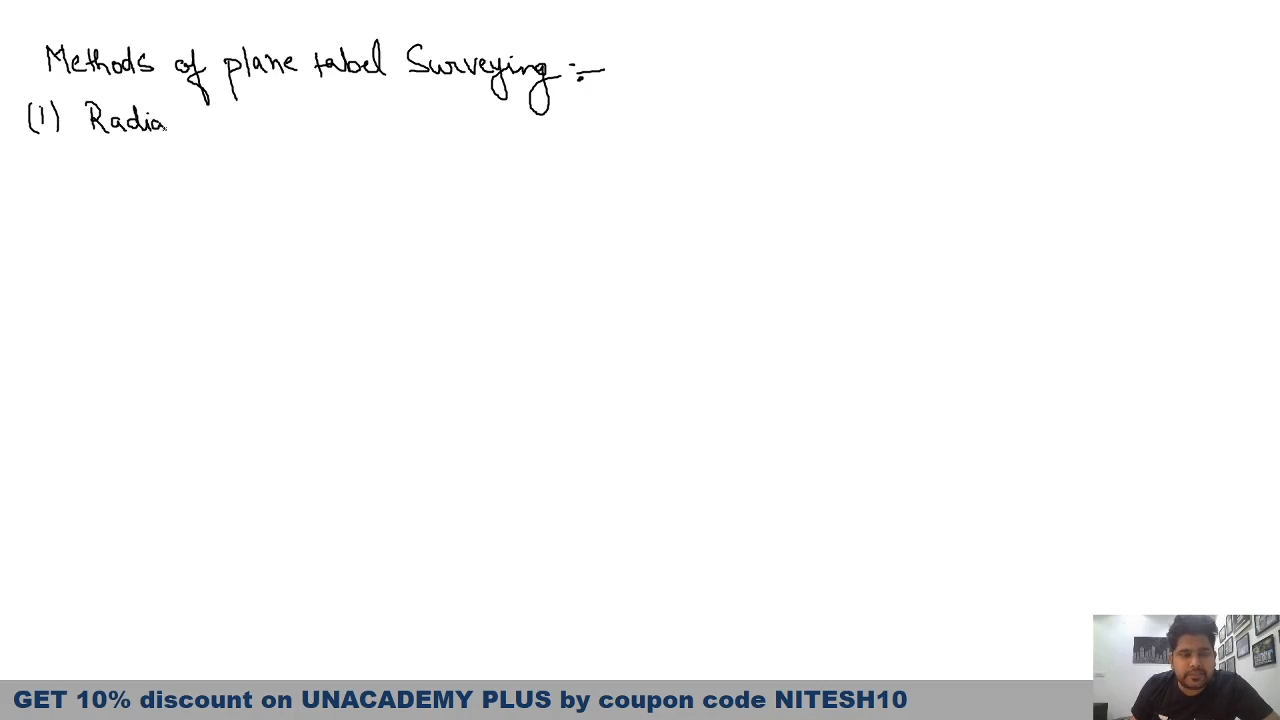 Methods of plane tabel Surveying :-
(1) Radia
GET 10% discount on UNACADEMY PLUS by coupon code NITESH10